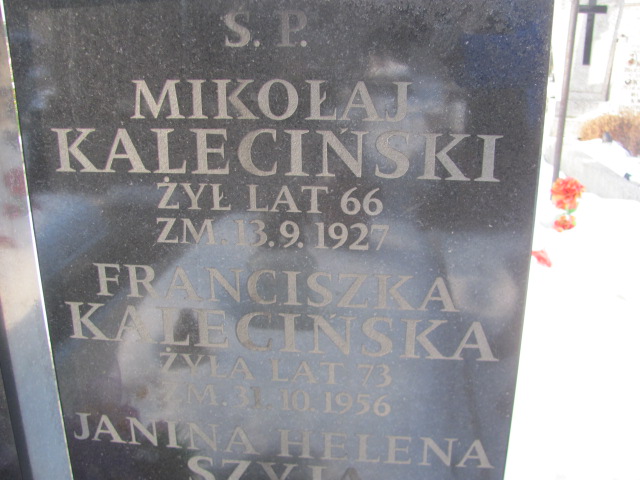 Ś. P.
MIKOŁAJ
KALECIŃSKI
ŻYŁ LAT 66
ZM. 13.9. 1927
FRANCISZKA
KALECIŃSKA
ŻYŁA LAT 73
ZM. 31.10.1956
JANINA HELENA